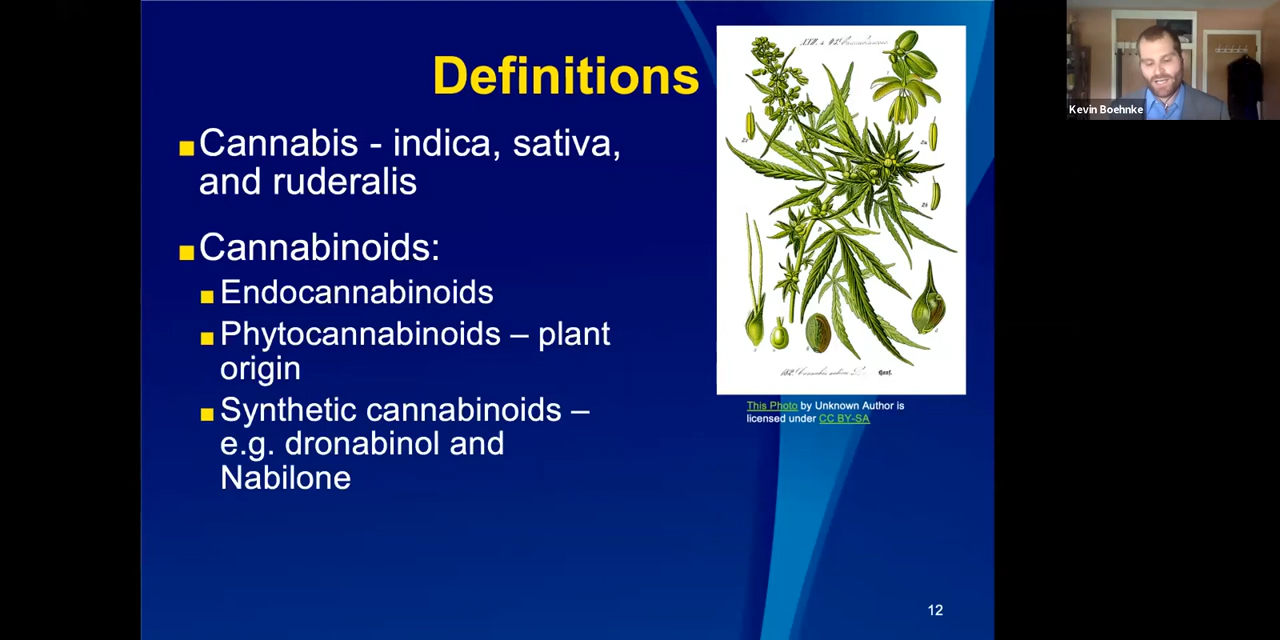 Definitions
Cannabis - indica, sativa,
and ruderalis
Cannabinoids:
Endocannabinoids
Phytocannabinoids – plant
origin
Synthetic cannabinoids –
e.g. dronabinol and
Nabilone
This Photo by Unknown Author is
licensed under CC BY-SA
12
Kevin Boehnke